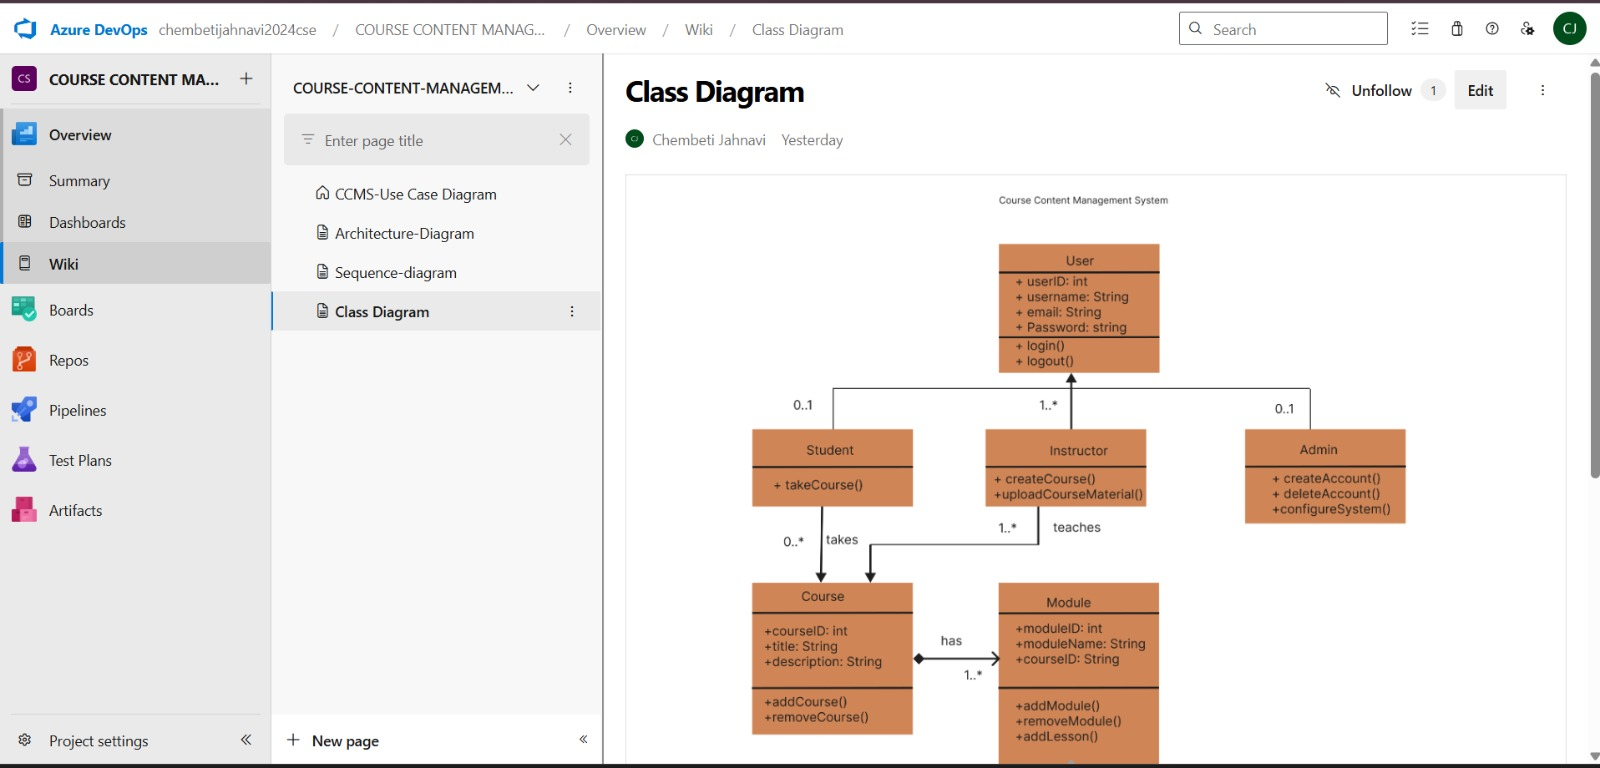 Azure DevOps chembetijahnavi2024cse / COURSE CONTENT MANAG... / Overview / Wiki / Class Diagram
Search
CJ
CS COURSE CONTENT MA... +
Overview
Summary
Dashboards
Wiki
Boards
Repos
Pipelines
Test Plans
Artifacts
Project settings
COURSE-CONTENT-MANAGEM...
Enter page title
CCMS-Use Case Diagram
Architecture-Diagram
Sequence-diagram
Class Diagram
+ New page
Class Diagram
Unfollow 1 Edit
CJ Chembeti Jahnavi Yesterday
Course Content Management System
User
+ userID: int
+ username: String
+ email: String
+ Password: string
+ login()
+ logout()
0..1
1..*
0..1
Student
+ takeCourse()
Instructor
+ createCourse()
+uploadCourseMaterial()
Admin
+ createAccount()
+ deleteAccount()
+configureSystem()
0..* takes
1..* teaches
Course
+courseID: int
+title: String
+description: String
+addCourse()
+removeCourse()
has
1..*
Module
+moduleID: int
+moduleName: String
+courseID: String
+addModule()
+removeModule()
+addLesson()